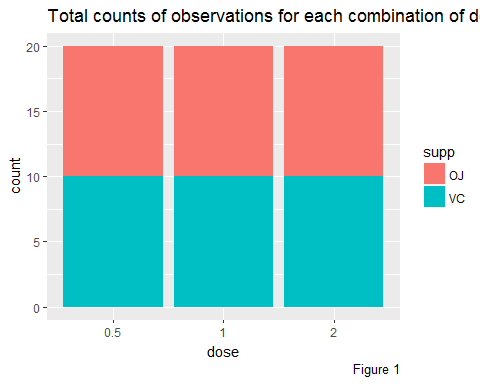 Total counts of observations for each combination of d
20
15
10
5
0
count
0.5 1 2
dose
supp
OJ
VC
Figure 1